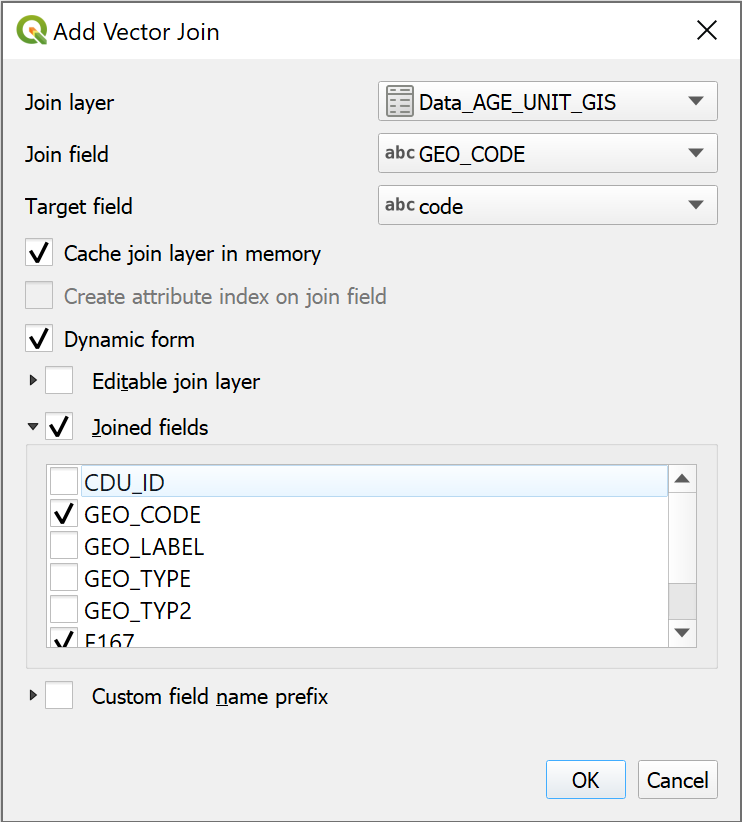 Add Vector Join
Join layer
Data_AGE_UNIT_GIS
Join field
abc GEO_CODE
Target field
abc code
Cache join layer in memory
Create attribute index on join field
Dynamic form
Editable join layer
Joined fields
CDU_ID
GEO_CODE
GEO_LABEL
GEO_TYPE
GEO_TYP2
F167
Custom field name prefix
OK
Cancel